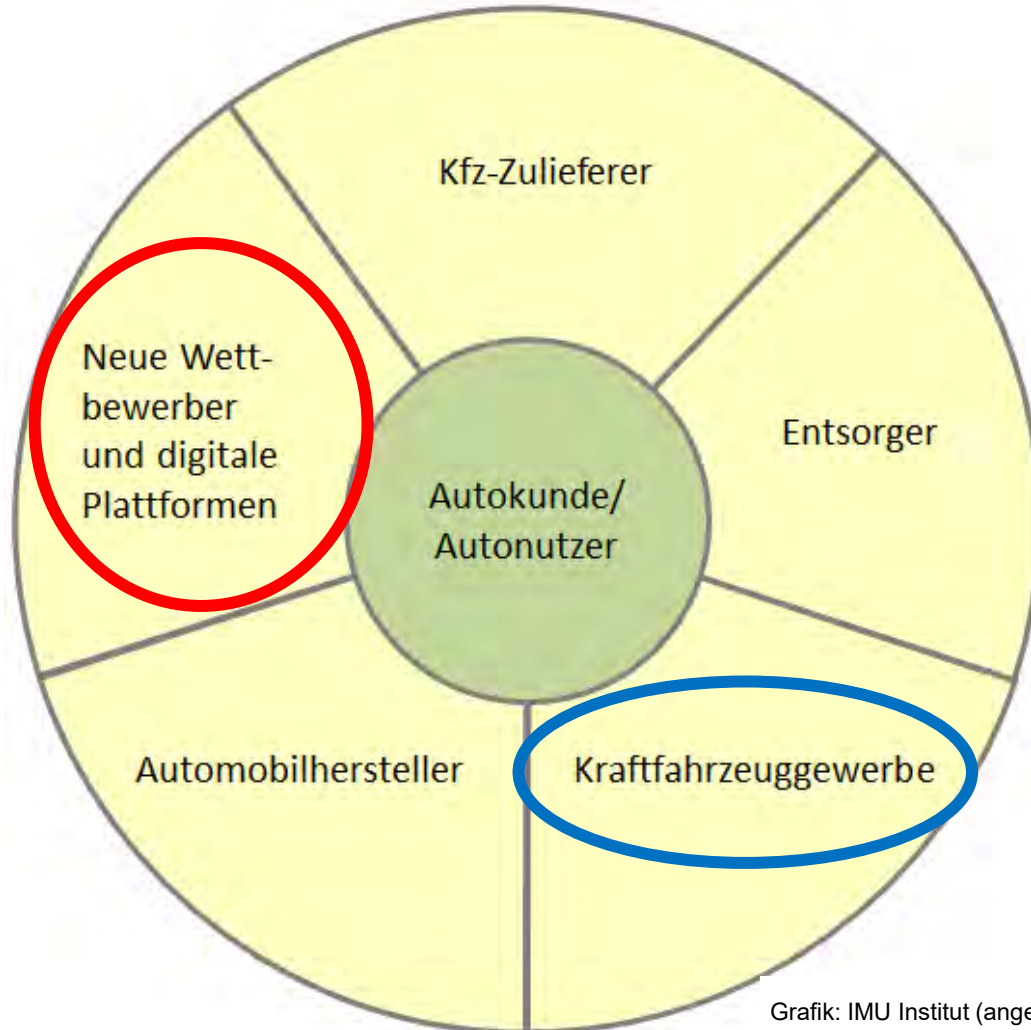 Kfz-Zulieferer
Neue Wett-
bewerber
und digitale
Plattformen
Entsorger
Autokunde/
Autonutzer
Automobilhersteller
Kraftfahrzeuggewerbe
Grafik: IMU Institut